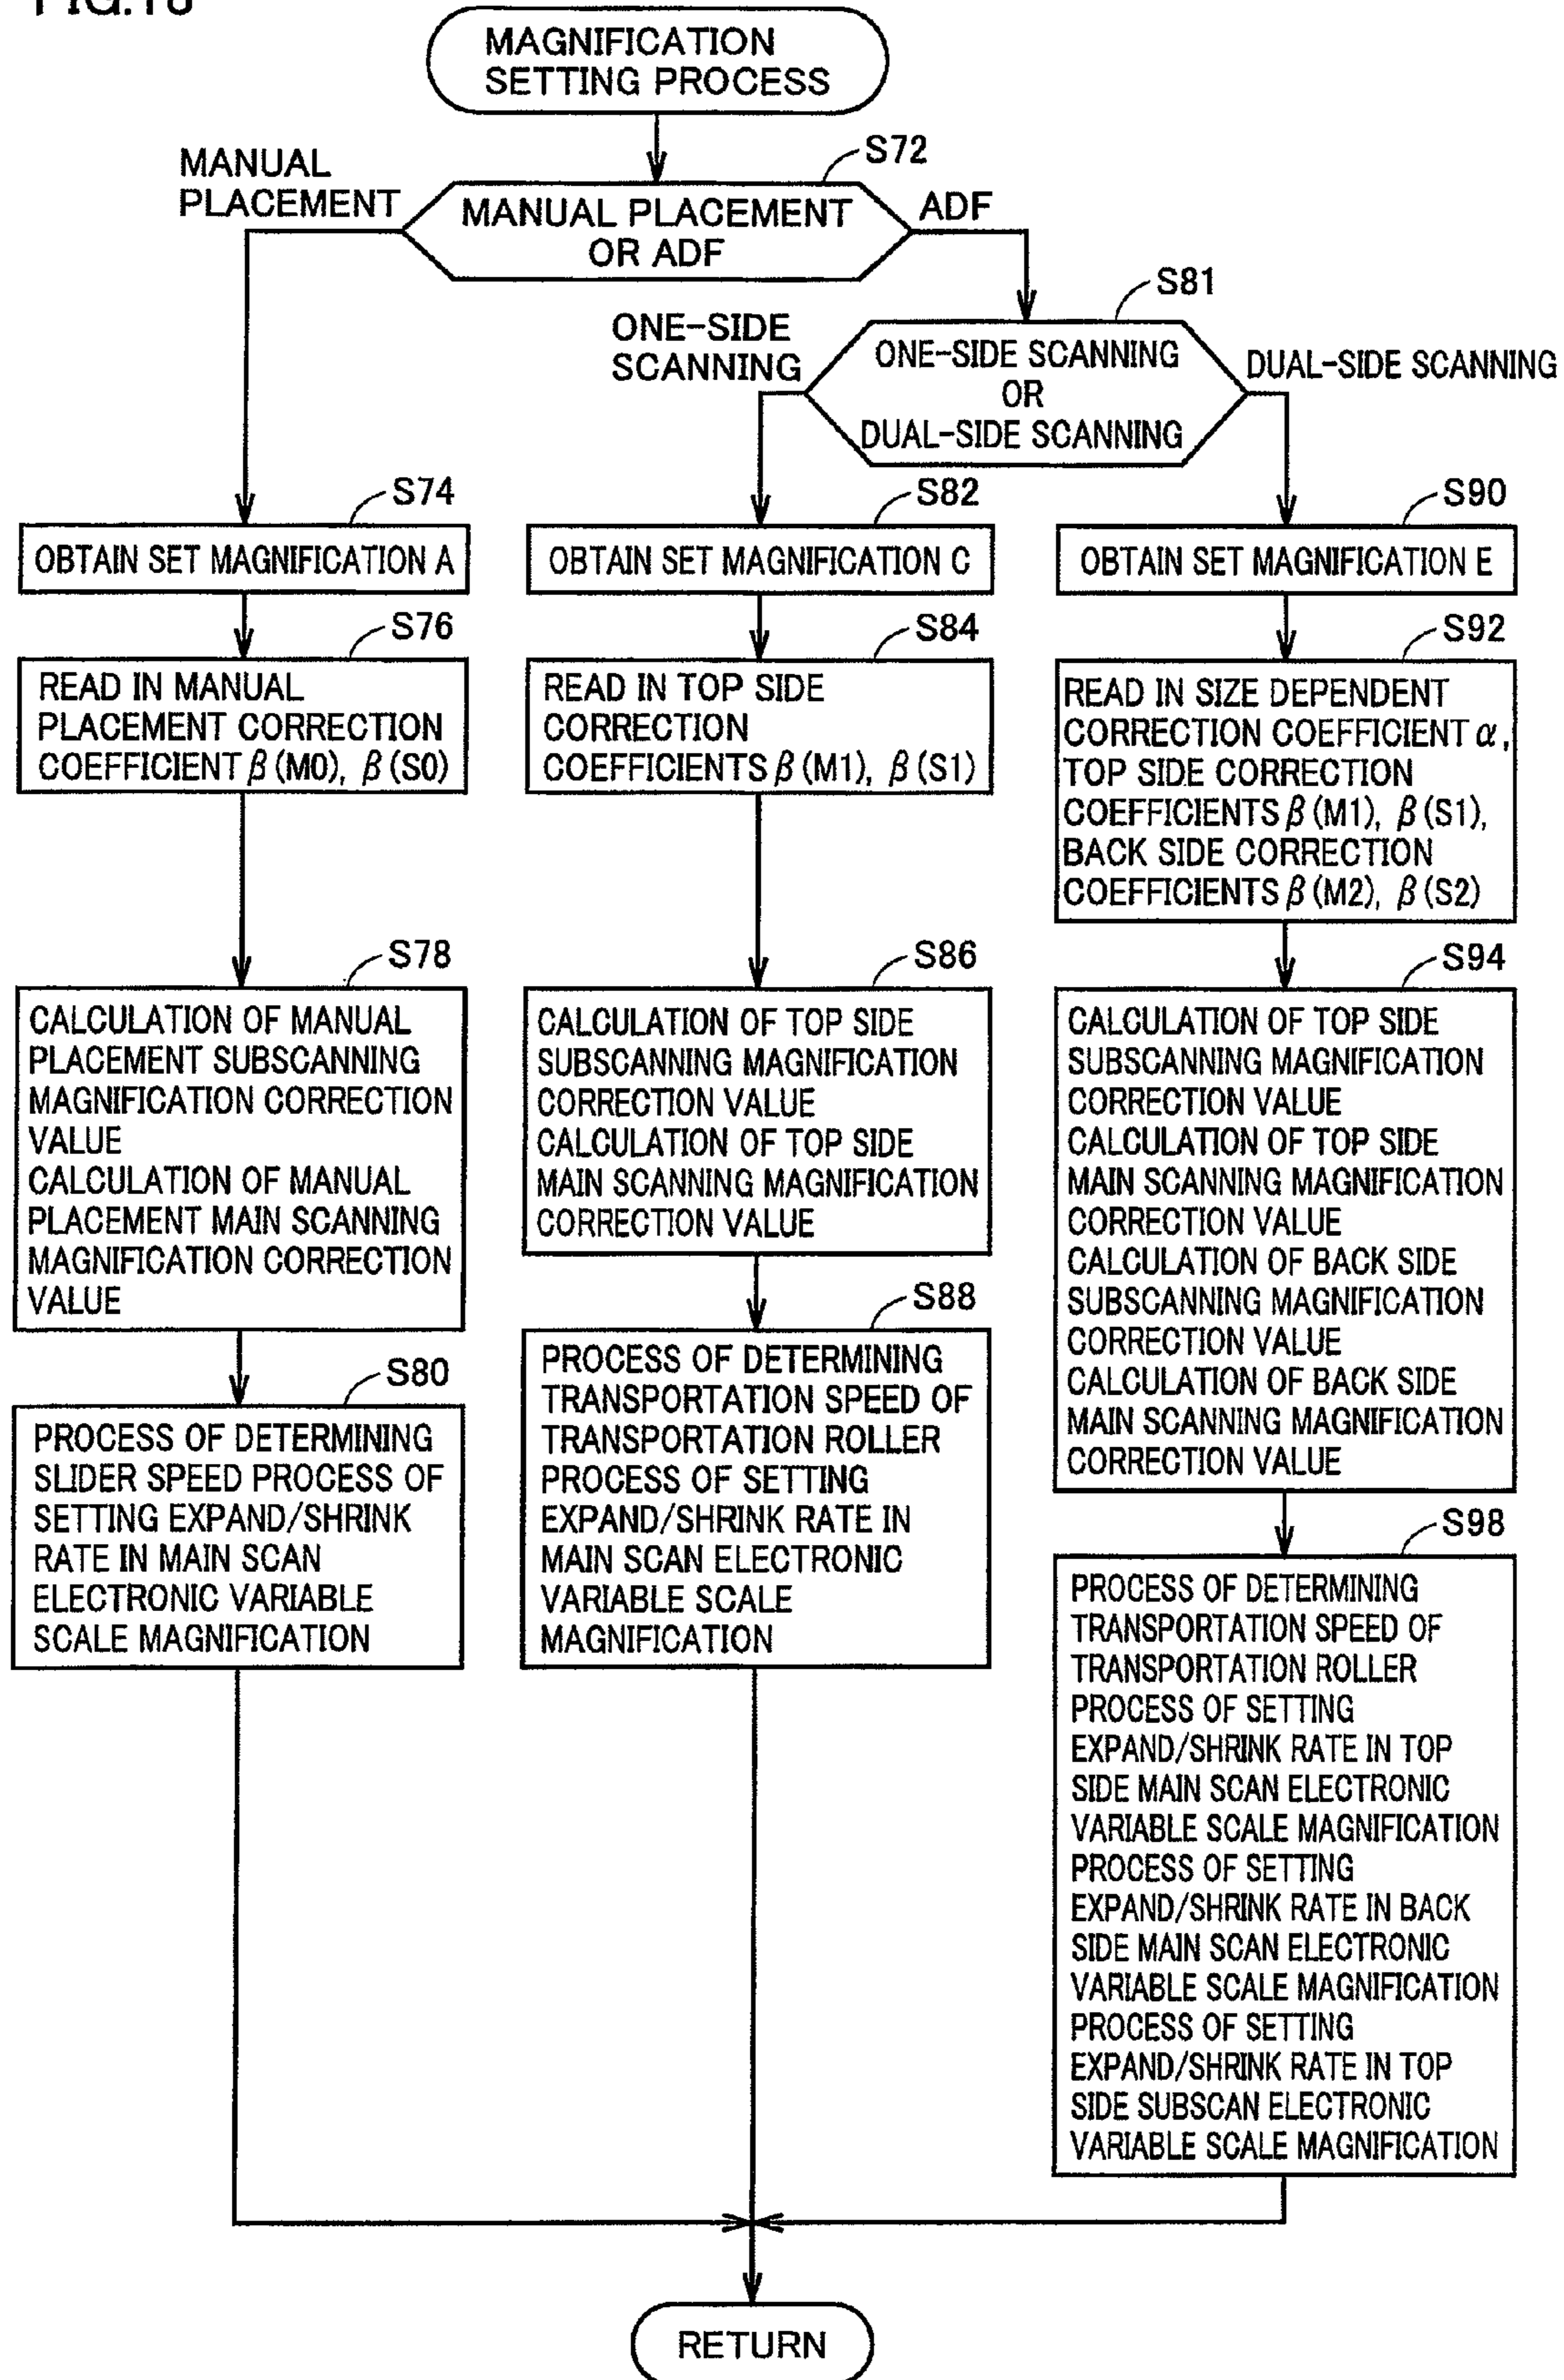 MAGNIFICATION
SETTING PROCESS
S72
MANUAL
PLACEMENT
MANUAL PLACEMENT
OR ADF
ADF
S81
ONE-SIDE
SCANNING
ONE-SIDE SCANNING
OR
DUAL-SIDE SCANNING
DUAL-SIDE SCANNING
S74
OBTAIN SET MAGNIFICATION A
S76
READ IN MANUAL
PLACEMENT CORRECTION
COEFFICIENT β(M0), β(S0)
S78
CALCULATION OF MANUAL
PLACEMENT SUBSCANNING
MAGNIFICATION CORRECTION
VALUE
CALCULATION OF MANUAL
PLACEMENT MAIN SCANNING
MAGNIFICATION CORRECTION
VALUE
S80
PROCESS OF DETERMINING
SLIDER SPEED PROCESS OF
SETTING EXPAND/SHRINK
RATE IN MAIN SCAN
ELECTRONIC VARIABLE
SCALE MAGNIFICATION
S82
OBTAIN SET MAGNIFICATION C
S84
READ IN TOP SIDE
CORRECTION
COEFFICIENTS β(M1), β(S1)
S86
CALCULATION OF TOP SIDE
SUBSCANNING MAGNIFICATION
CORRECTION VALUE
CALCULATION OF TOP SIDE
MAIN SCANNING MAGNIFICATION
CORRECTION VALUE
S88
PROCESS OF DETERMINING
TRANSPORTATION SPEED OF
TRANSPORTATION ROLLER
PROCESS OF SETTING
EXPAND/SHRINK RATE IN
MAIN SCAN ELECTRONIC
VARIABLE SCALE
MAGNIFICATION
S90
OBTAIN SET MAGNIFICATION E
S92
READ IN SIZE DEPENDENT
CORRECTION COEFFICIENT α,
TOP SIDE CORRECTION
COEFFICIENTS β(M1), β(S1),
BACK SIDE CORRECTION
COEFFICIENTS β(M2), β(S2)
S94
CALCULATION OF TOP SIDE
SUBSCANNING MAGNIFICATION
CORRECTION VALUE
CALCULATION OF TOP SIDE
MAIN SCANNING MAGNIFICATION
CORRECTION VALUE
CALCULATION OF BACK SIDE
SUBSCANNING MAGNIFICATION
CORRECTION VALUE
CALCULATION OF BACK SIDE
MAIN SCANNING MAGNIFICATION
CORRECTION VALUE
S98
PROCESS OF DETERMINING
TRANSPORTATION SPEED OF
TRANSPORTATION ROLLER
PROCESS OF SETTING
EXPAND/SHRINK RATE IN TOP
SIDE MAIN SCAN ELECTRONIC
VARIABLE SCALE MAGNIFICATION
PROCESS OF SETTING
EXPAND/SHRINK RATE IN BACK
SIDE MAIN SCAN ELECTRONIC
VARIABLE SCALE MAGNIFICATION
PROCESS OF SETTING
EXPAND/SHRINK RATE IN TOP
SIDE SUBSCAN ELECTRONIC
VARIABLE SCALE MAGNIFICATION
RETURN